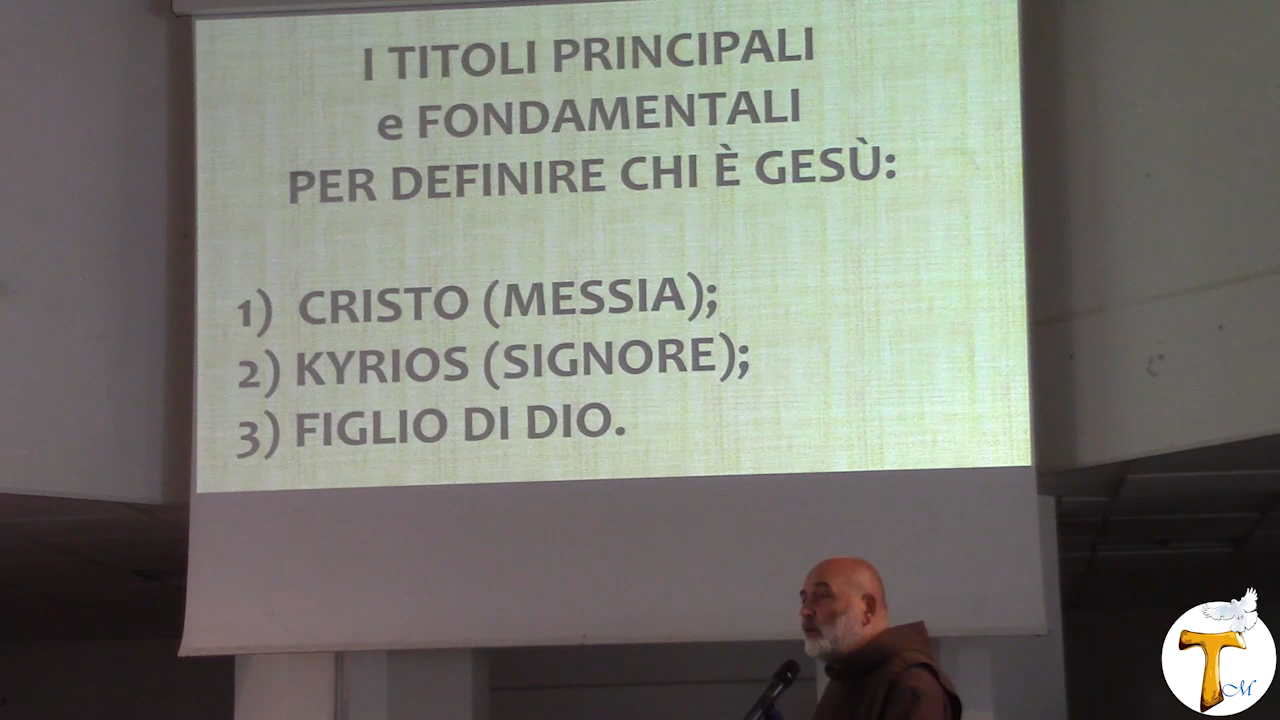 I TITOLI PRINCIPALI
e FONDAMENTALI
PER DEFINIRE CHI È GESÙ:
1) CRISTO (MESSIA);
2) KYRIOS (SIGNORE);
3) FIGLIO DI DIO.
M